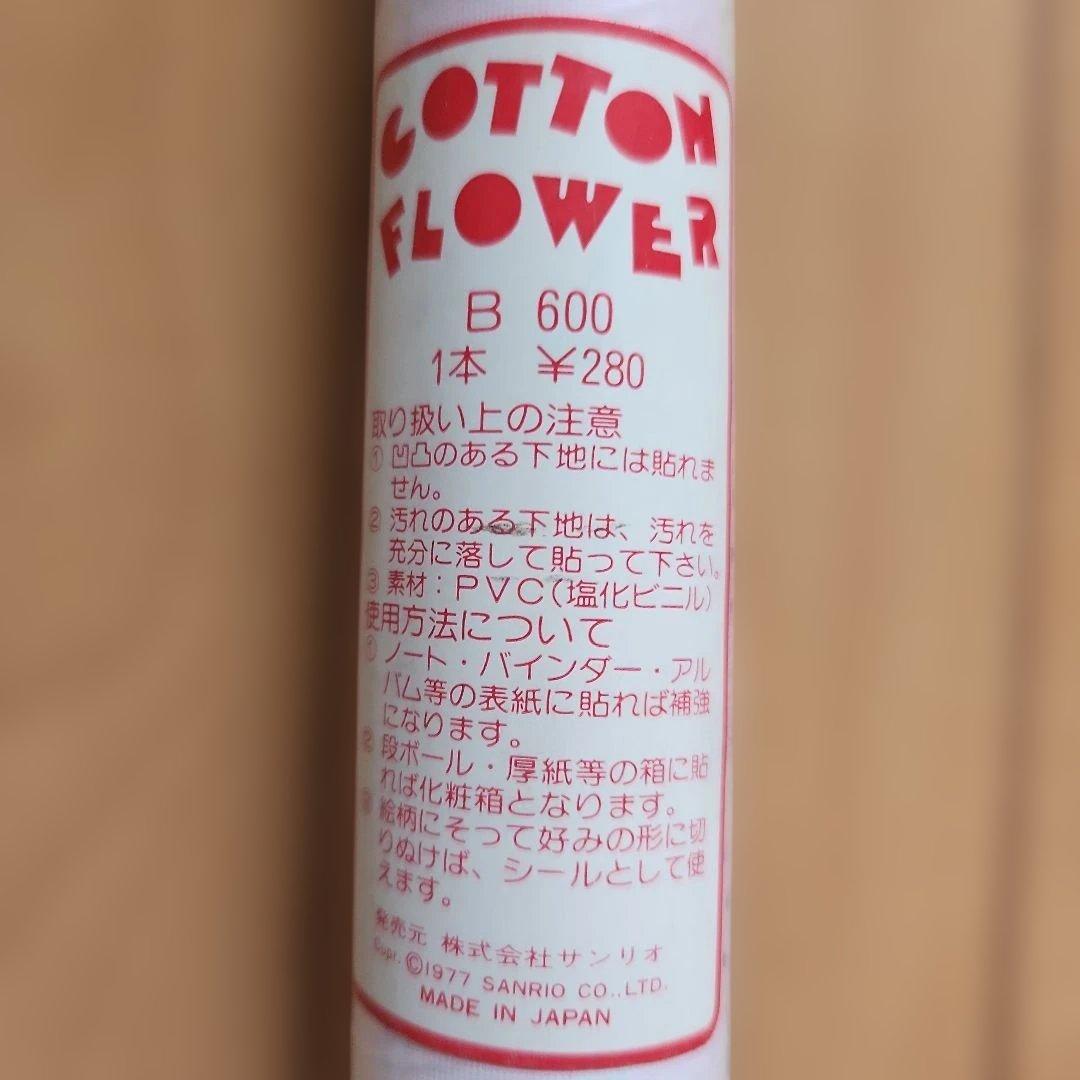 COTTON
FLOWER
B 600
1本 ¥280
取り扱い上の注意
① 凹凸のある下地には貼れま
せん。
② 汚れのある下地は、汚れを
充分に落して貼って下さい。
③ 素材：PVC(塩化ビニル)
使用方法について
① ノート・バインダー・アル
バム等の表紙に貼れば補強
になります。
② 段ボール・厚紙等の箱に貼
れば化粧箱となります。
③ 絵柄にそって好みの形に切
りぬけば、シールとして使
えます。
発売元 株式会社サンリオ
©1977 SANRIO CO.,LTD.
MADE IN JAPAN